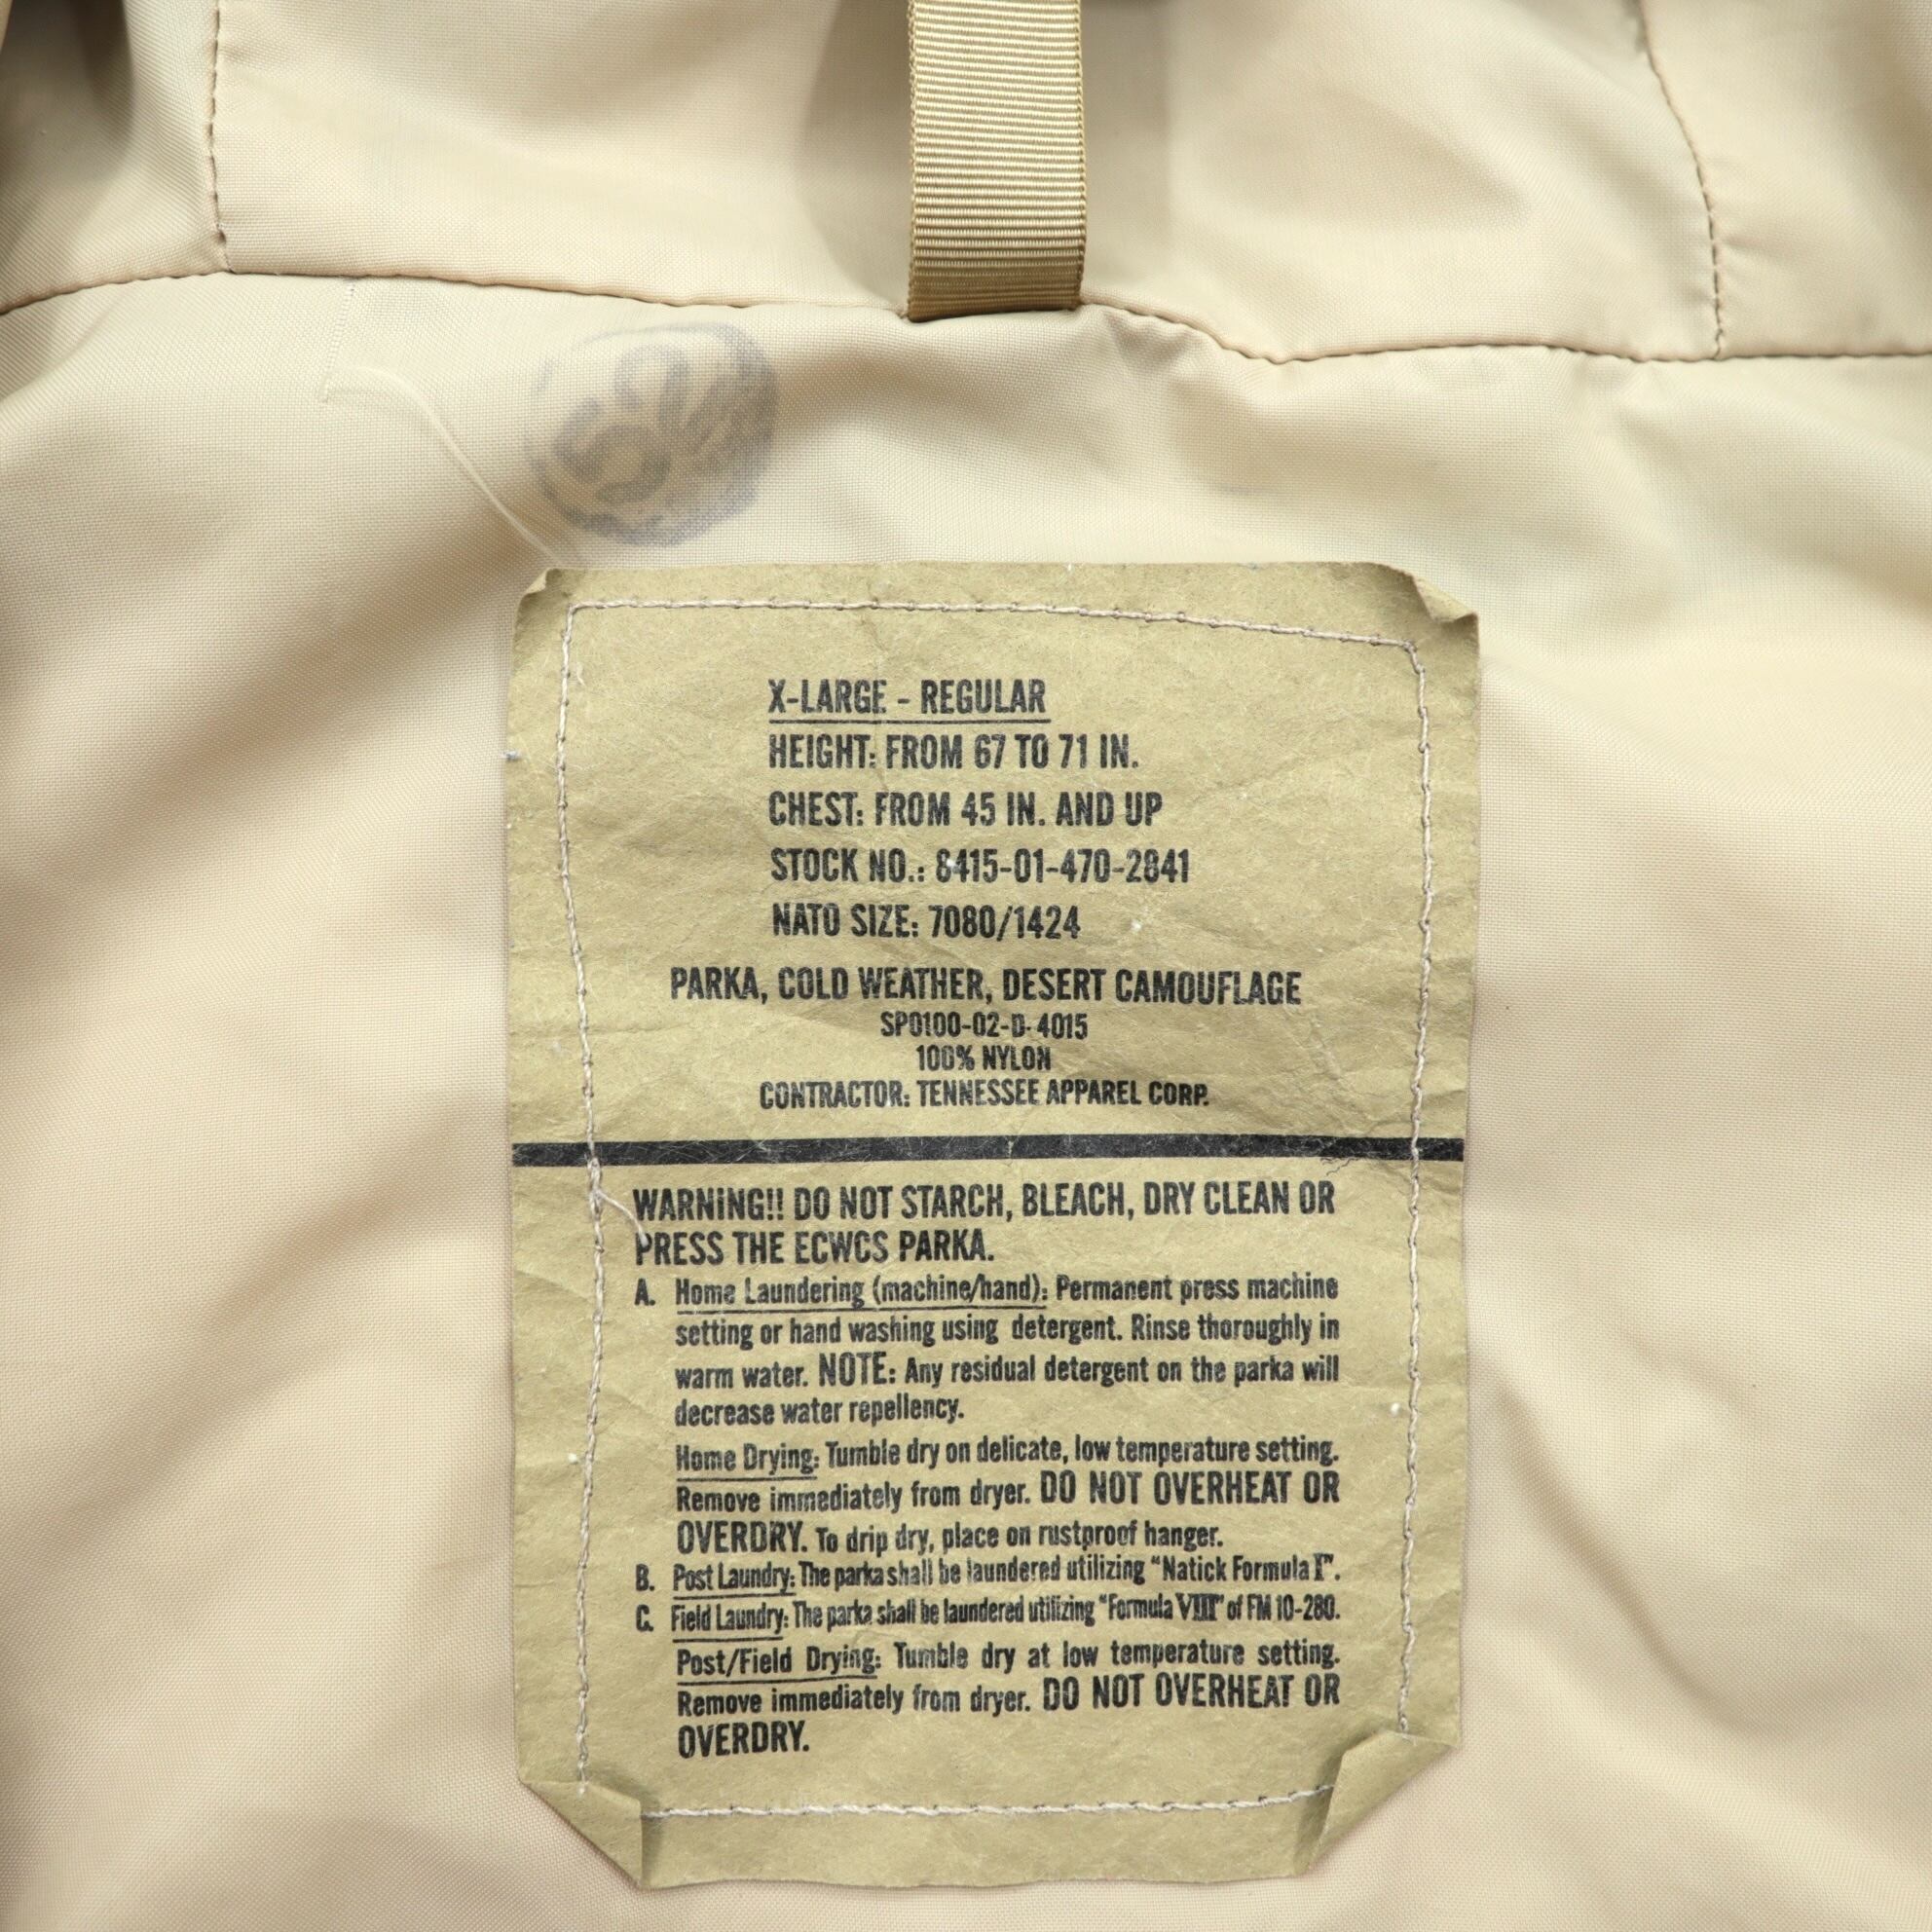 X-LARGE - REGULAR
HEIGHT: FROM 67 TO 71 IN.
CHEST: FROM 45 IN. AND UP
STOCK NO.: 8415-01-470-2841
NATO SIZE: 7080/1424
PARKA, COLD WEATHER, DESERT CAMOUFLAGE
SP0100-02-D-4015
100% NYLON
CONTRACTOR: TENNESSEE APPAREL CORP.
WARNING!! DO NOT STARCH, BLEACH, DRY CLEAN OR
PRESS THE ECWCS PARKA.
A. Home Laundering (machine/hand): Permanent press machine
setting or hand washing using detergent. Rinse thoroughly in
warm water. NOTE: Any residual detergent on the parka will
decrease water repellency.
Home Drying: Tumble dry on delicate, low temperature setting.
Remove immediately from dryer. DO NOT OVERHEAT OR
OVERDRY. To drip dry, place on rustproof hanger.
B. Post Laundry: The parka shall be laundered utilizing "Natick Formula I".
C. Field Laundry: The parka shall be laundered utilizing "Formula VIII" of FM 10-280.
Post/Field Drying: Tumble dry at low temperature setting.
Remove immediately from dryer. DO NOT OVERHEAT OR
OVERDRY.